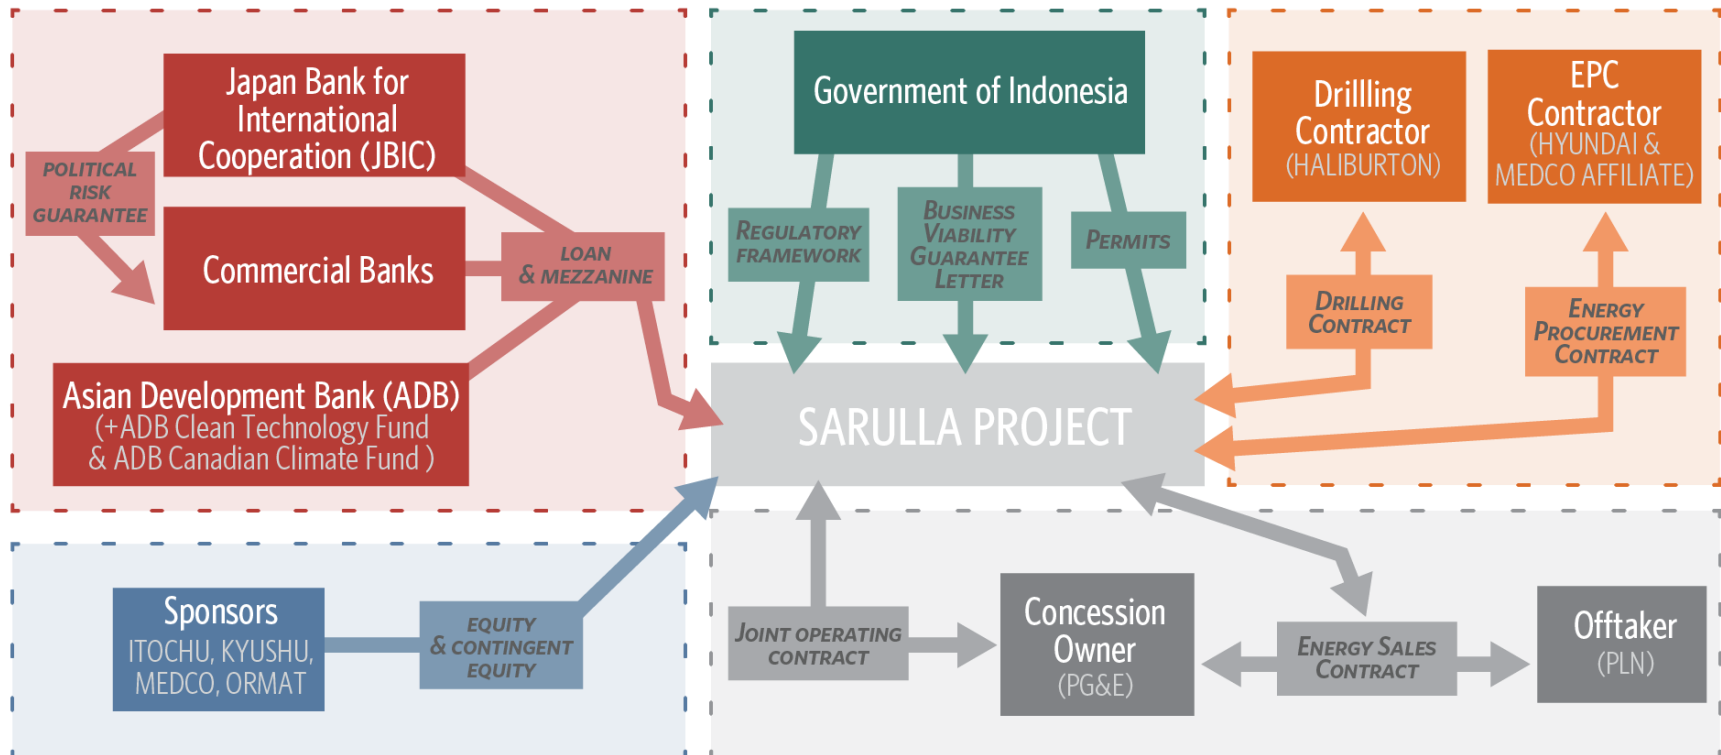 Japan Bank for
International
Cooperation (JBIC)
POLITICAL
RISK
GUARANTEE
Commercial Banks
LOAN
& MEZZANINE
Asian Development Bank (ADB)
(+ADB Clean Technology Fund
& ADB Canadian Climate Fund )
Government of Indonesia
REGULATORY
FRAMEWORK
BUSINESS
VIABILITY
GUARANTEE
LETTER
PERMITS
Drillling
Contractor
(HALIBURTON)
EPC
Contractor
(HYUNDAI &
MEDCO AFFILIATE)
DRILLING
CONTRACT
ENERGY
PROCUREMENT
CONTRACT
SARULLA PROJECT
Sponsors
ITOCHU, KYUSHU,
MEDCO, ORMAT
EQUITY
& CONTINGENT
EQUITY
JOINT OPERATING
CONTRACT
Concession
Owner
(PG&E)
ENERGY SALES
CONTRACT
Offtaker
(PLN)